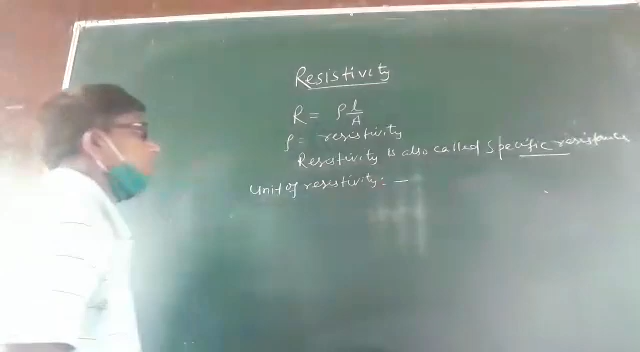 Resistivity
R = ρ l/A
ρ = resistivity
Resistivity is also called Specific resistance
Unit of resistivity: —